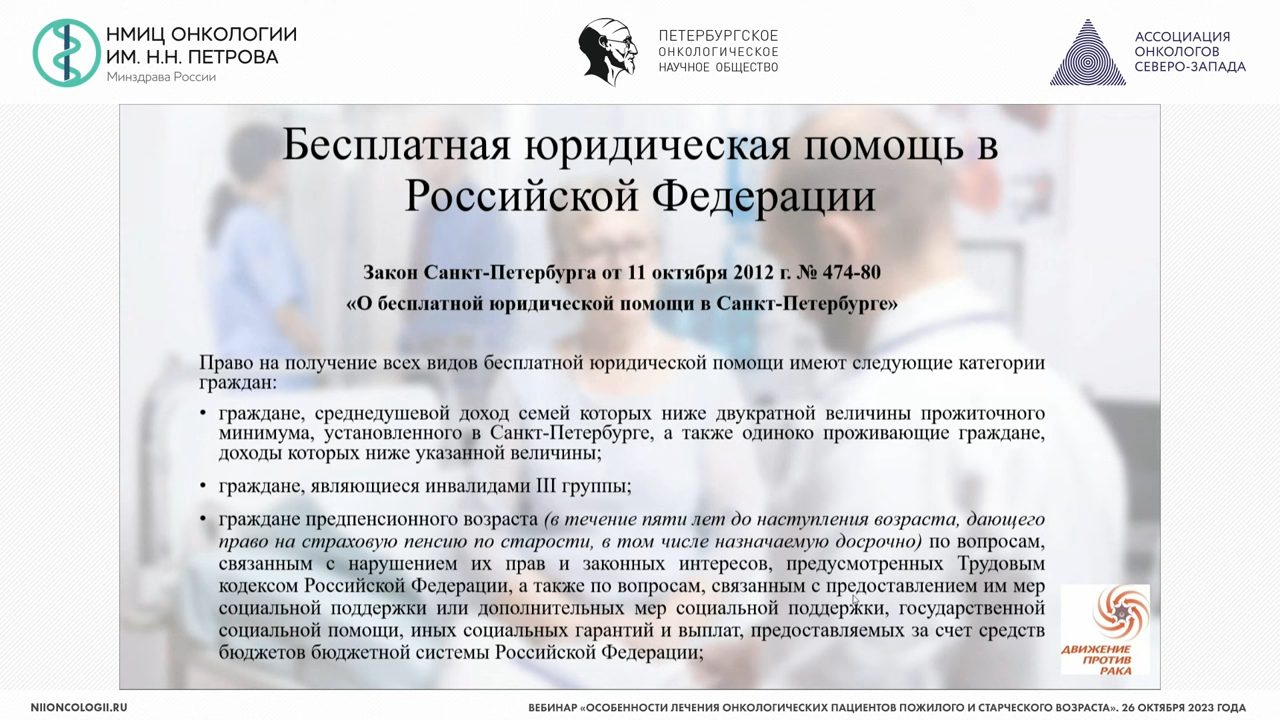 НМИЦ ОНКОЛОГИИ
ИМ. Н.Н. ПЕТРОВА
Минздрава России
ПЕТЕРБУРГСКОЕ
ОНКОЛОГИЧЕСКОЕ
НАУЧНОЕ ОБЩЕСТВО
АССОЦИАЦИЯ
ОНКОЛОГОВ
СЕВЕРО-ЗАПАДА
Бесплатная юридическая помощь в
Российской Федерации
Закон Санкт-Петербурга от 11 октября 2012 г. № 474-80
«О бесплатной юридической помощи в Санкт-Петербурге»
Право на получение всех видов бесплатной юридической помощи имеют следующие категории
граждан:
• граждане, среднедушевой доход семей которых ниже двукратной величины прожиточного
минимума, установленного в Санкт-Петербурге, а также одиноко проживающие граждане,
доходы которых ниже указанной величины;
• граждане, являющиеся инвалидами III группы;
• граждане предпенсионного возраста (в течение пяти лет до наступления возраста, дающего
право на страховую пенсию по старости, в том числе назначаемую досрочно) по вопросам,
связанным с нарушением их прав и законных интересов, предусмотренных Трудовым
кодексом Российской Федерации, а также по вопросам, связанным с предоставлением им мер
социальной поддержки или дополнительных мер социальной поддержки, государственной
социальной помощи, иных социальных гарантий и выплат, предоставляемых за счет средств
бюджетов бюджетной системы Российской Федерации;
ДВИЖЕНИЕ
ПРОТИВ
РАКА
NIIONCOLOGII.RU
ВЕБИНАР «ОСОБЕННОСТИ ЛЕЧЕНИЯ ОНКОЛОГИЧЕСКИХ ПАЦИЕНТОВ ПОЖИЛОГО И СТАРЧЕСКОГО ВОЗРАСТА». 26 ОКТЯБРЯ 2023 ГОДА